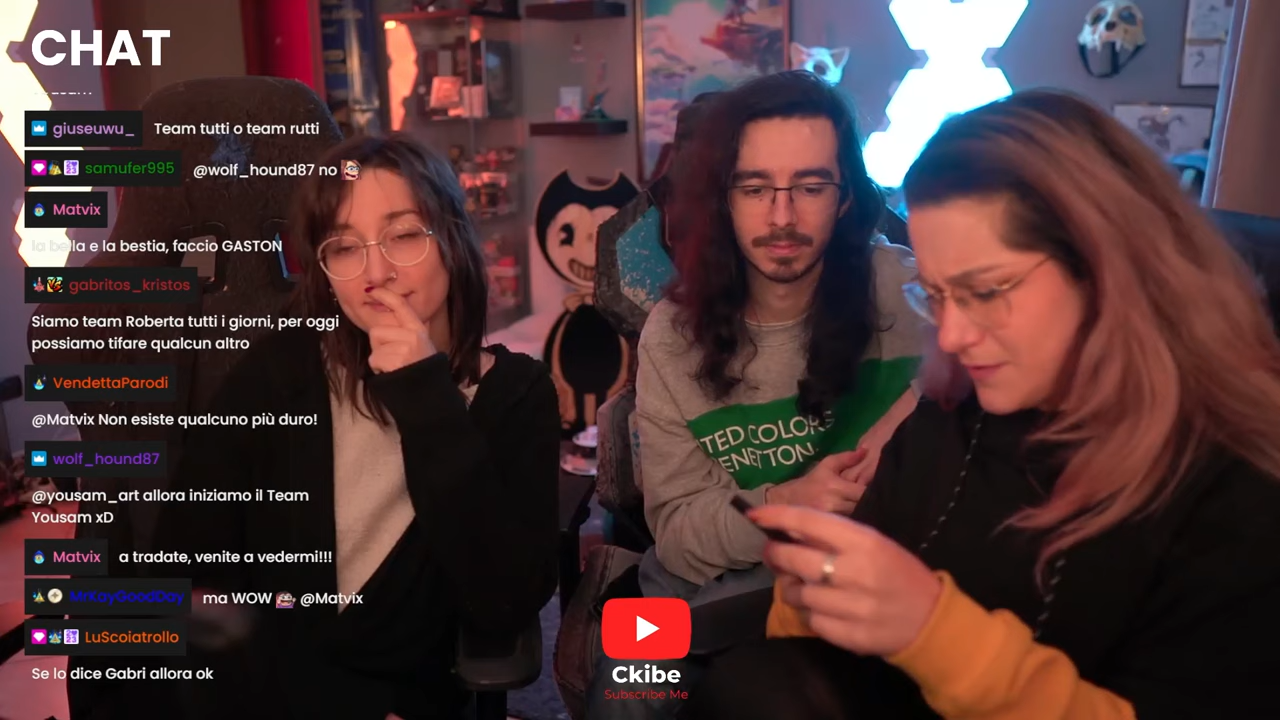 CHAT
giuseuwu_ Team tutti o team rutti
samufer995 @wolf_hound87 no
Matvix
la bella e la bestia, faccio GASTON
gabritos_kristos
Siamo team Roberta tutti i giorni, per oggi
possiamo tifare qualcun altro
VendettaParodi
@Matvix Non esiste qualcuno più duro!
wolf_hound87
@yousam_art allora iniziamo il Team
Yousam xD
Matvix a tradate, venite a vedermi!!!
MrKayGoodDay ma WOW @Matvix
LuScoiatrollo
Se lo dice Gabri allora ok
TED COLORS
ENETTON
Ckibe
Subscribe Me